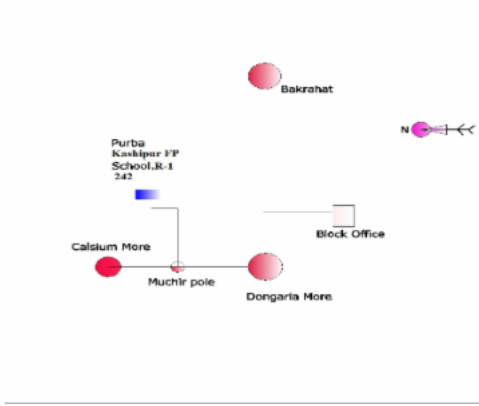 Bakrahat
N
Purba
Kashipur FP
School,R-1
242
Block Office
Calsium More
Muchir pole
Dongaria More